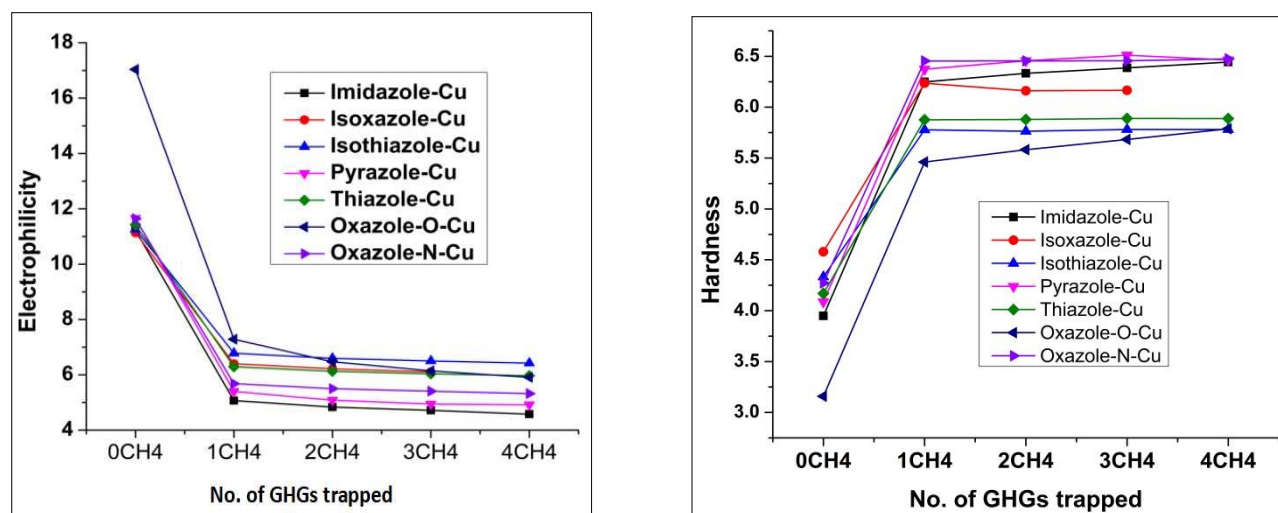 Electrophilicity
18
16
14
12
10
8
6
4
Imidazole-Cu
Isoxazole-Cu
Isothiazole-Cu
Pyrazole-Cu
Thiazole-Cu
Oxazole-O-Cu
Oxazole-N-Cu
0CH4 1CH4 2CH4 3CH4 4CH4
No. of GHGs trapped
Hardness
6.5
6.0
5.5
5.0
4.5
4.0
3.5
3.0
Imidazole-Cu
Isoxazole-Cu
Isothiazole-Cu
Pyrazole-Cu
Thiazole-Cu
Oxazole-O-Cu
Oxazole-N-Cu
0CH4 1CH4 2CH4 3CH4 4CH4
No. of GHGs trapped